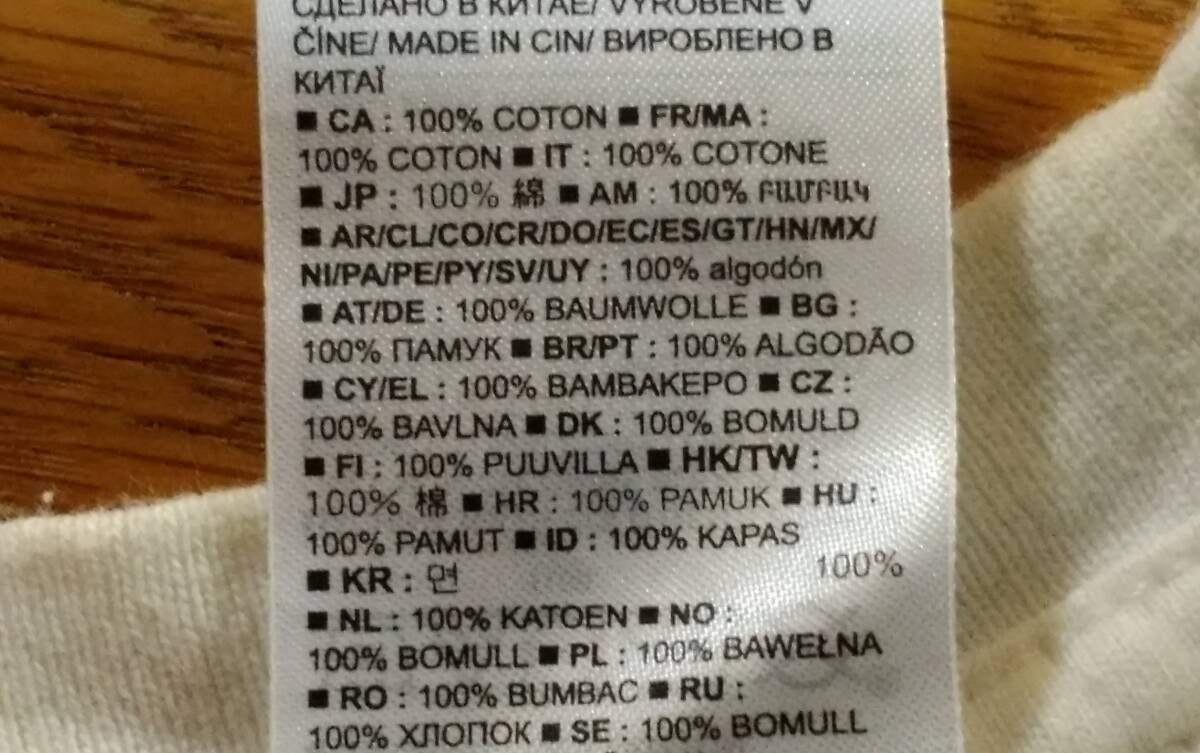 СДЕЛАНО В КИТАЕ/ VYROBENE V
ČÍNE/ MADE IN CIN/ ВИРОБЛЕНО В
КИТАЇ
■ CA : 100% COTON ■ FR/MA :
100% COTON ■ IT : 100% COTONE
■ JP : 100% 綿 ■ AM : 100% ԲԱՄԲԱԿ
■ AR/CL/CO/CR/DO/EC/ES/GT/HN/MX/
NI/PA/PE/PY/SV/UY : 100% algodón
■ AT/DE : 100% BAUMWOLLE ■ BG :
100% ПАМУК ■ BR/PT : 100% ALGODÃO
■ CY/EL : 100% ΒΑΜΒΑΚΕΡΟ ■ CZ :
100% BAVLNA ■ DK : 100% BOMULD
■ FI : 100% PUUVILLA ■ HK/TW :
100% 棉 ■ HR : 100% PAMUK ■ HU :
100% PAMUT ■ ID : 100% KAPAS
■ KR : 면 100%
■ NL : 100% KATOEN ■ NO :
100% BOMULL ■ PL : 100% BAWEŁNA
■ RO : 100% BUMBAC ■ RU :
100% ХЛОПОК ■ SE : 100% BOMULL